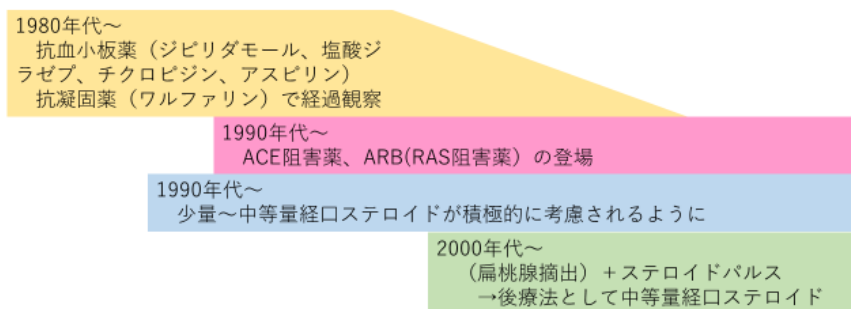 1980年代～
抗血小板薬（ジピリダモール、塩酸ジ
ラゼプ、チクロピジン、アスピリン）
抗凝固薬（ワルファリン）で経過観察
1990年代～
ACE阻害薬、ARB(RAS阻害薬）の登場
1990年代～
少量～中等量経口ステロイドが積極的に考慮されるように
2000年代～
（扁桃腺摘出）＋ステロイドパルス
→後療法として中等量経口ステロイド